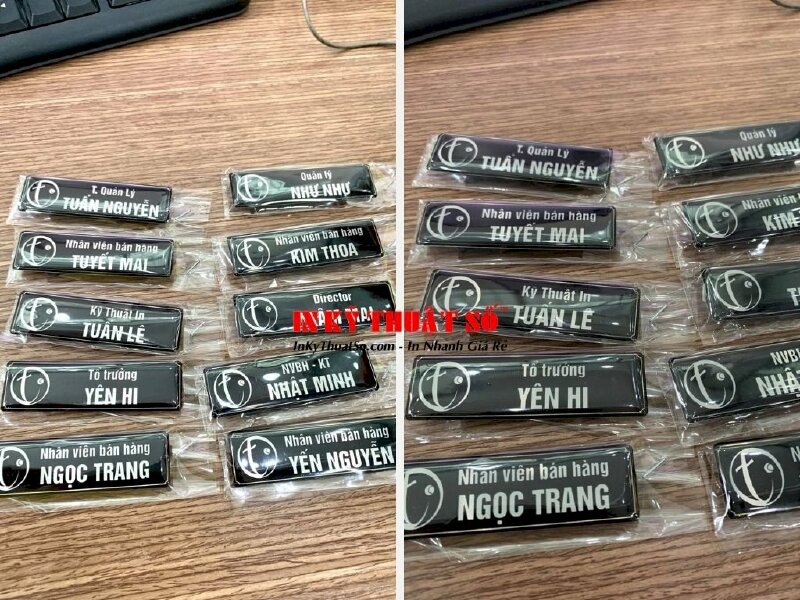 T. Quản Lý
TUẤN NGUYỄN
Quản lý
NHƯ NHƯ
Nhân viên bán hàng
TUYẾT MAI
Nhân viên bán hàng
KIM THOA
Kỹ Thuật In
TUẤN LÊ
Director
Tổ trưởng
YÊN HI
NVBH - KT
NHẬT MINH
Nhân viên bán hàng
NGỌC TRANG
Nhân viên bán hàng
YẾN NGUYỄN
IN KỸ THUẬT SỐ
InKyThuatSo.com - In Nhanh Giá Rẻ
T. Quản Lý
TUẤN NGUYỄN
Quản lý
NHƯ NHƯ
Nhân viên bán hàng
TUYẾT MAI
Nhân viên
KIM
Kỹ Thuật In
TUẤN LÊ
Tổ trưởng
YÊN HI
NVBH
NHẬ
Nhân viên bán hàng
NGỌC TRANG